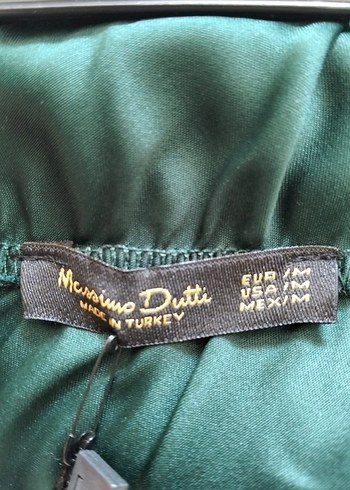 Massimo Dutti
MADE IN TURKEY
EUR/M
USA/M
MEX/M